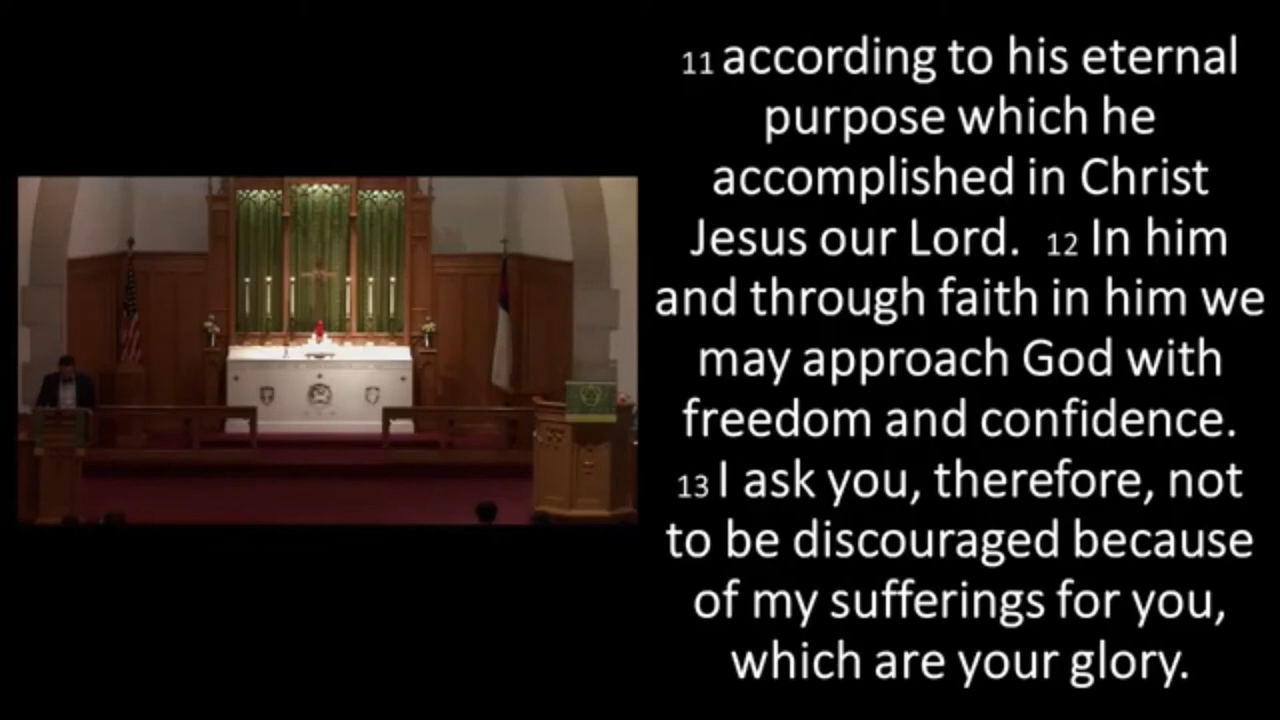 11 according to his eternal
purpose which he
accomplished in Christ
Jesus our Lord. 12 In him
and through faith in him we
may approach God with
freedom and confidence.
13 I ask you, therefore, not
to be discouraged because
of my sufferings for you,
which are your glory.